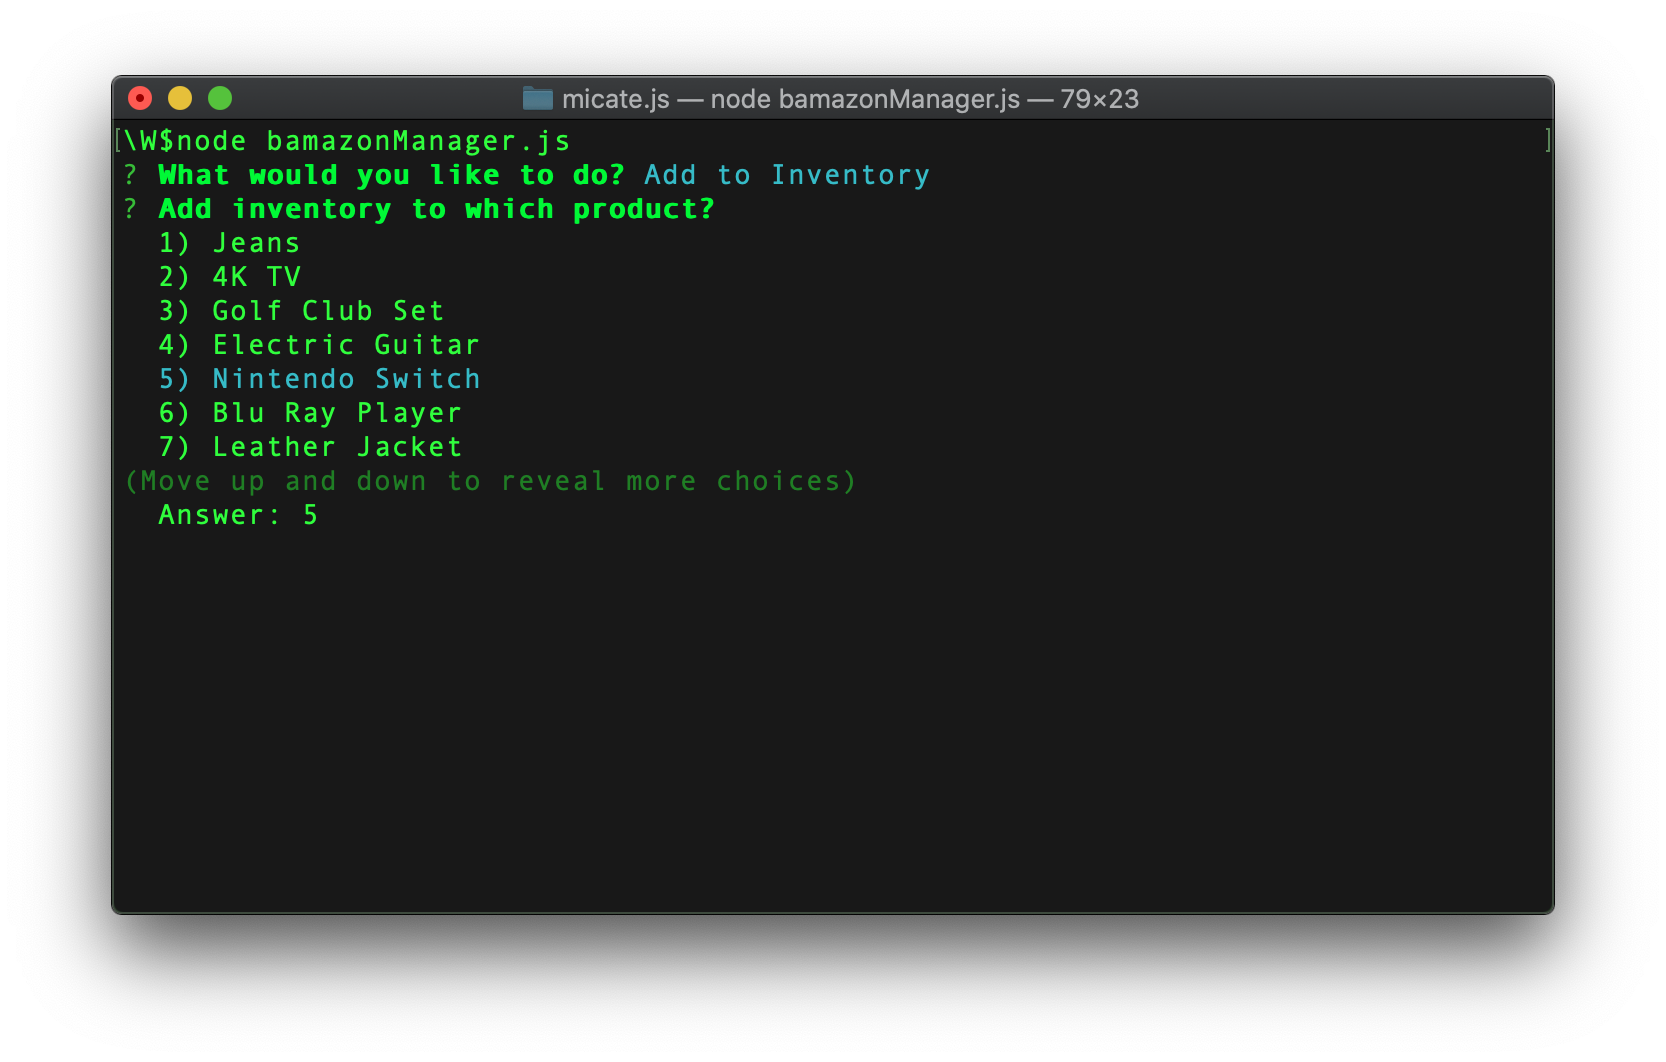 micate.js — node bamazonManager.js — 79×23
[\W$node bamazonManager.js ]
? What would you like to do? Add to Inventory
? Add inventory to which product?
1) Jeans
2) 4K TV
3) Golf Club Set
4) Electric Guitar
5) Nintendo Switch
6) Blu Ray Player
7) Leather Jacket
(Move up and down to reveal more choices)
Answer: 5